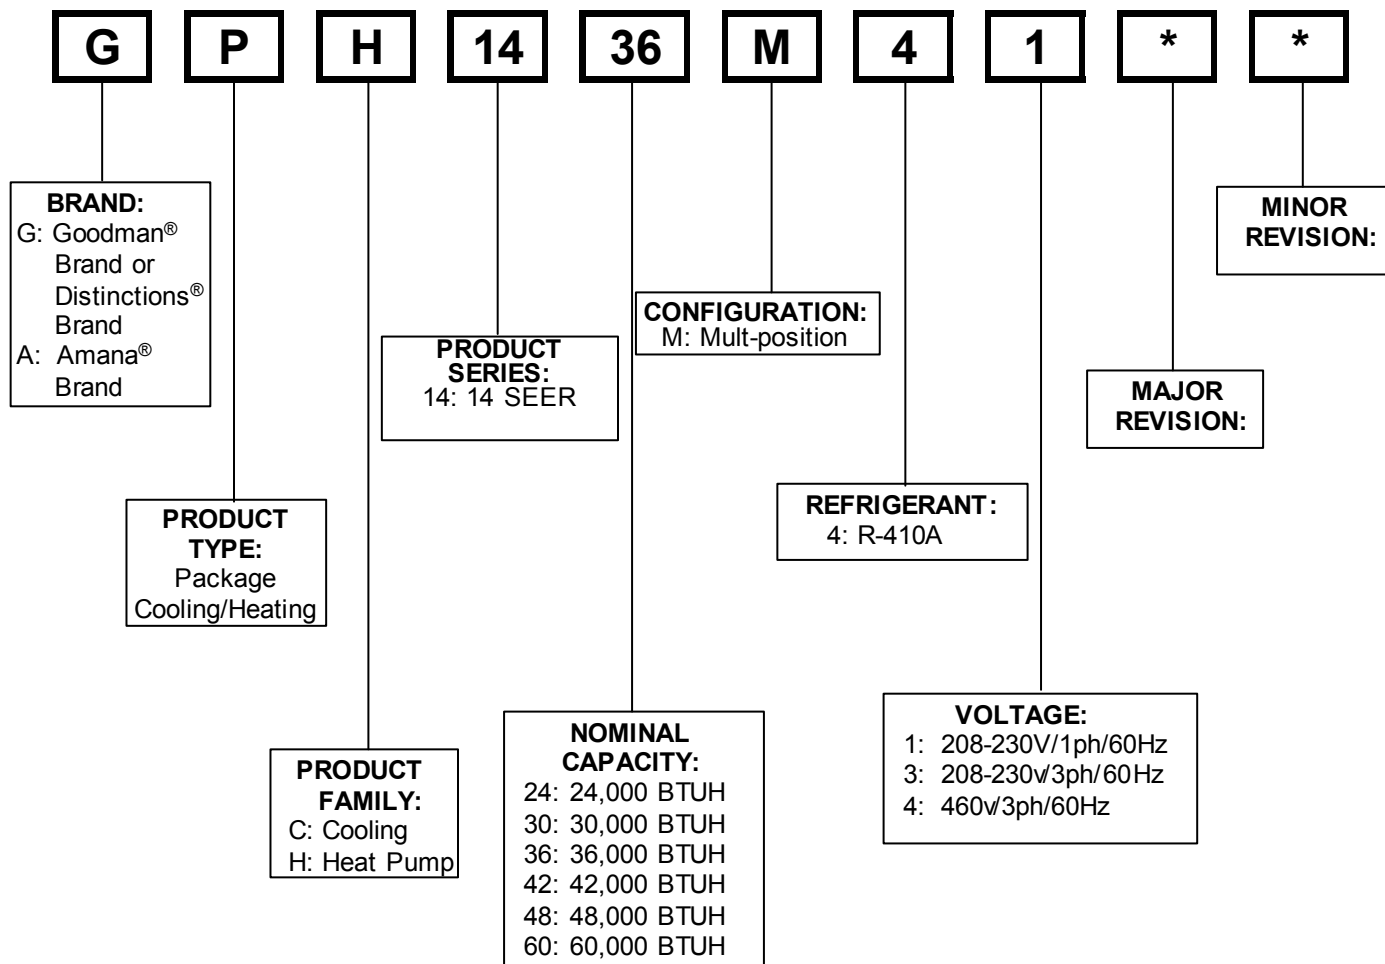 G P H 14 36 M 4 1 * *
BRAND:
G: Goodman®
Brand or
Distinctions®
Brand
A: Amana®
Brand
PRODUCT
TYPE:
Package
Cooling/Heating
PRODUCT
FAMILY:
C: Cooling
H: Heat Pump
PRODUCT
SERIES:
14: 14 SEER
NOMINAL
CAPACITY:
24: 24,000 BTUH
30: 30,000 BTUH
36: 36,000 BTUH
42: 42,000 BTUH
48: 48,000 BTUH
60: 60,000 BTUH
CONFIGURATION:
M: Mult-position
REFRIGERANT:
4: R-410A
VOLTAGE:
1: 208-230V/1ph/60Hz
3: 208-230v/3ph/60Hz
4: 460v/3ph/60Hz
MAJOR
REVISION:
MINOR
REVISION: